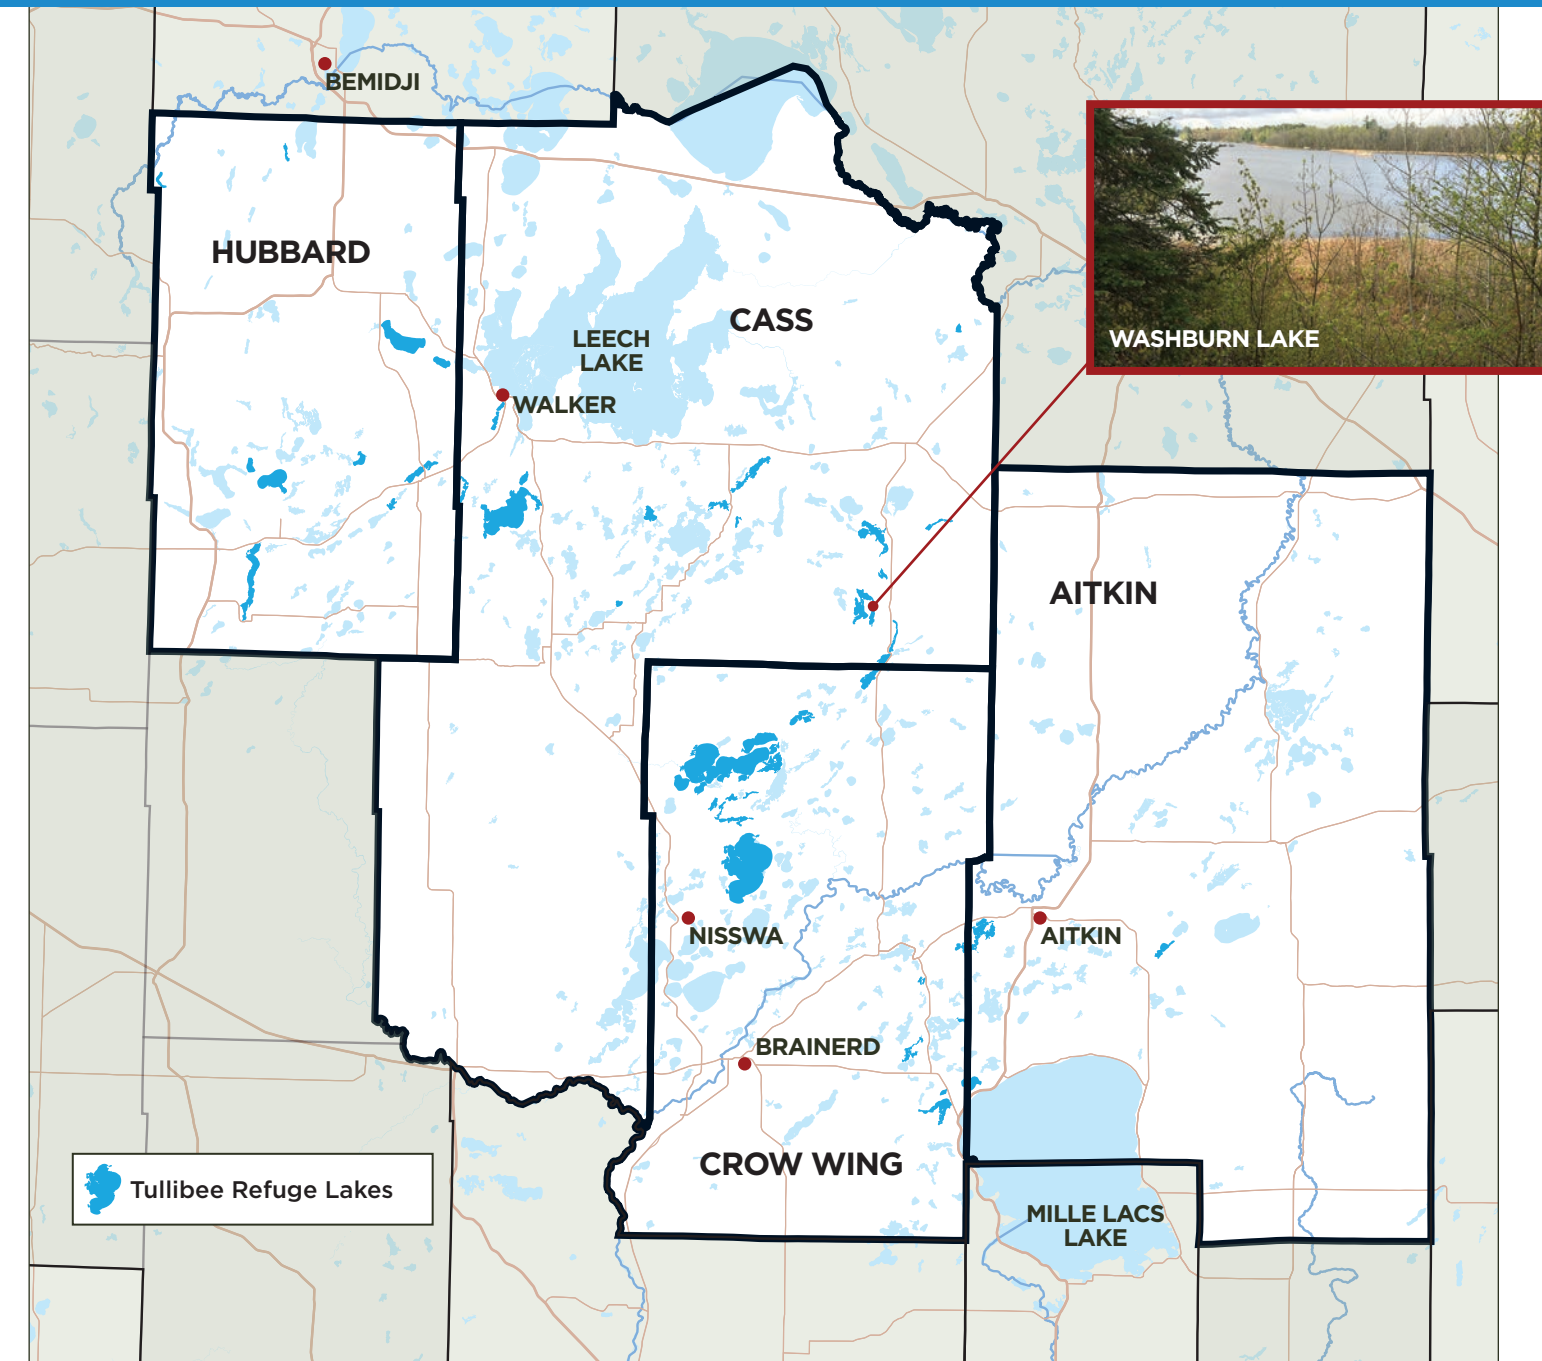 BEMIDJI
HUBBARD
CASS
LEECH
LAKE
WALKER
WASHBURN LAKE
AITKIN
NISSWA
AITKIN
BRAINERD
CROW WING
Tullibee Refuge Lakes
MILLE LACS
LAKE